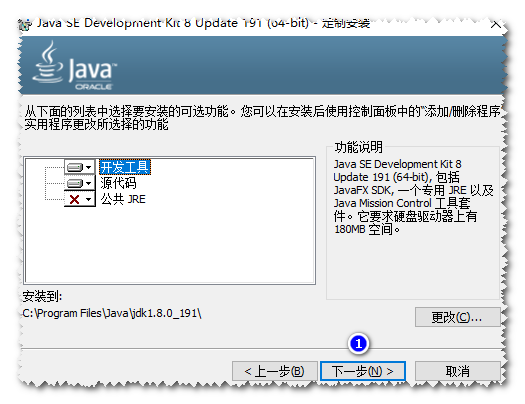 Java SE Development Kit 8 Update 191 (64-bit) - 定制安装
Java
ORACLE
从下面的列表中选择要安装的可选功能。您可以在安装后使用控制面板中的“添加/删除程序
实用程序更改所选择的功能
开发工具
源代码
公共 JRE
功能说明
Java SE Development Kit 8
Update 191 (64-bit), 包括
JavaFX SDK, 一个专用 JRE 以及
Java Mission Control 工具套
件。它要求硬盘驱动器上有
180MB 空间。
安装到:
C:\Program Files\Java\jdk1.8.0_191\
更改(C)...
1
< 上一步(B)
下一步(N) >
取消